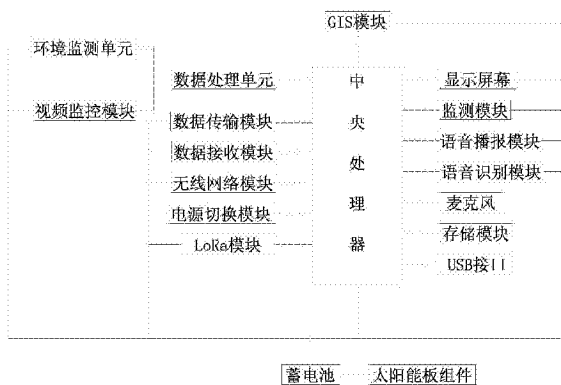 GIS模块
环境监测单元
视频监控模块
数据处理单元
数据传输模块
数据接收模块
无线网络模块
电源切换模块
LoRa模块
中央处理器
显示屏幕
监测模块
语音播报模块
语音识别模块
麦克风
存储模块
USB接口
蓄电池
太阳能板组件